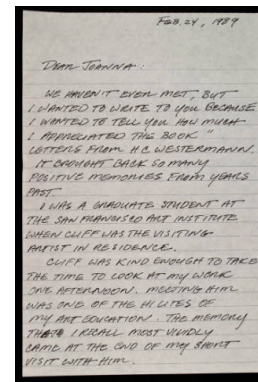 FEB. 24, 1989
DEAR JOANNA:
WE HAVEN'T EVEN MET, BUT
I WANTED TO WRITE TO YOU BECAUSE
I WANTED TO TELL YOU HOW MUCH
I APPRECIATED THE BOOK "
LETTERS FROM H.C. WESTERMANN.
IT BROUGHT BACK SO MANY
POSITIVE MEMORIES FROM YEARS
PAST.
I WAS A GRADUATE STUDENT AT
THE SAN FRANCISCO ART INSTITUTE
WHEN CLIFF WAS THE VISITING
ARTIST IN RESIDENCE.
CLIFF WAS KIND ENOUGH TO TAKE
THE TIME TO LOOK AT MY WORK
ONE AFTERNOON. MEETING HIM
WAS ONE OF THE HILITES OF
MY ART EDUCATION. THE MEMORY
THAT I RECALL MOST VIVIDLY
CAME AT THE END OF MY SHORT
VISIT WITH HIM.